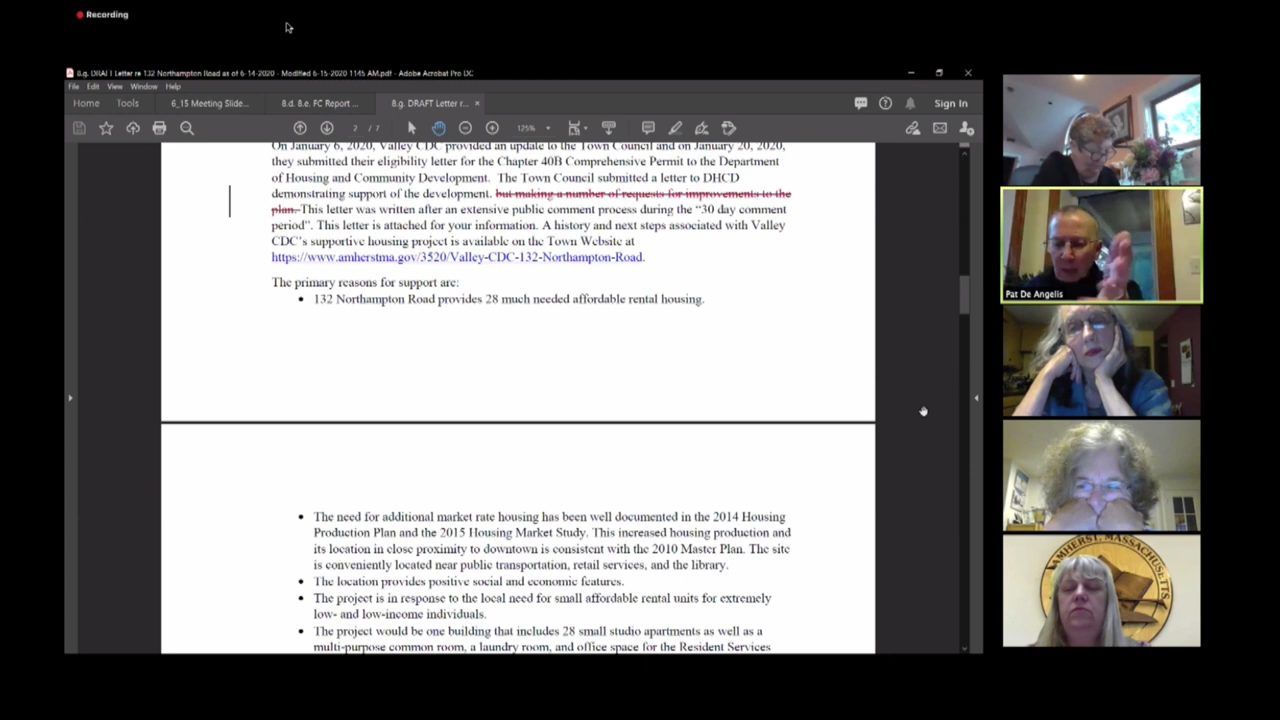 Recording
8.g. DRAFT Letter re 132 Northampton Road as of 6-14-2020 - Modified 6-15-2020 1145 AM.pdf - Adobe Acrobat Pro DC
File Edit View Window Help
Home Tools 6_15 Meeting Slide... 8.d. 8.e. FC Report ... 8.g. DRAFT Letter r... × Sign In
2 / 7 125%
On January 6, 2020, Valley CDC provided an update to the Town Council and on January 20, 2020,
they submitted their eligibility letter for the Chapter 40B Comprehensive Permit to the Department
of Housing and Community Development. The Town Council submitted a letter to DHCD
demonstrating support of the development. but making a number of requests for improvements to the
plan. This letter was written after an extensive public comment process during the “30 day comment
period”. This letter is attached for your information. A history and next steps associated with Valley
CDC’s supportive housing project is available on the Town Website at
https://www.amherstma.gov/3520/Valley-CDC-132-Northampton-Road.
The primary reasons for support are:
• 132 Northampton Road provides 28 much needed affordable rental housing.
• The need for additional market rate housing has been well documented in the 2014 Housing
Production Plan and the 2015 Housing Market Study. This increased housing production and
its location in close proximity to downtown is consistent with the 2010 Master Plan. The site
is conveniently located near public transportation, retail services, and the library.
• The location provides positive social and economic features.
• The project is in response to the local need for small affordable rental units for extremely
low- and low-income individuals.
• The project would be one building that includes 28 small studio apartments as well as a
multi-purpose common room, a laundry room, and office space for the Resident Services
Pat De Angelis
AMHERST, MASSACHUSETTS